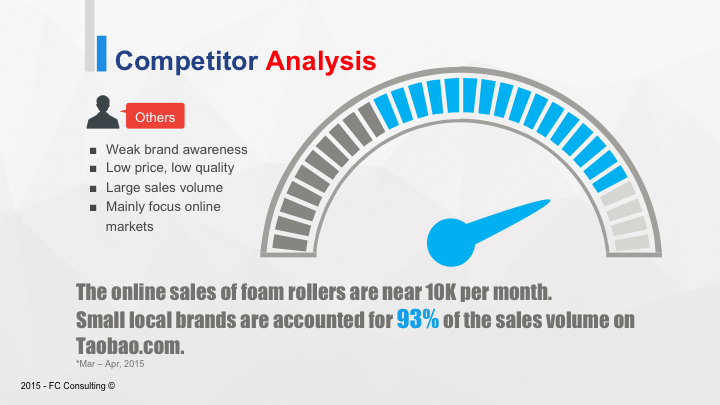 Competitor Analysis
Others
▪ Weak brand awareness
▪ Low price, low quality
▪ Large sales volume
▪ Mainly focus online
markets
The online sales of foam rollers are near 10K per month.
Small local brands are accounted for 93% of the sales volume on
Taobao.com.
*Mar – Apr, 2015
2015 - FC Consulting ©